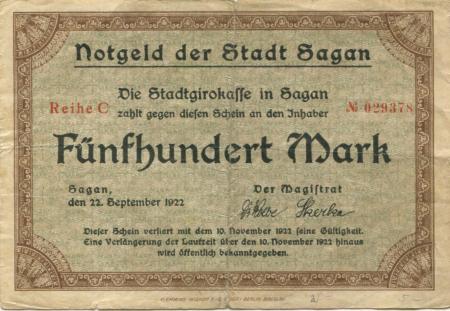 Notgeld der Stadt Sagan
Die Stadtgirokasse in Sagan
Reihe C
zahlt gegen diesen Schein an den Inhaber
№ 029378
Fünfhundert Mark
Sagan,
den 22. September 1922
Der Magistrat
Dieser Schein verliert mit dem 10. November 1922 seine Gültigkeit.
Eine Verlängerung der Laufzeit über den 10. November 1922 hinaus
wird öffentlich bekanntgegeben.